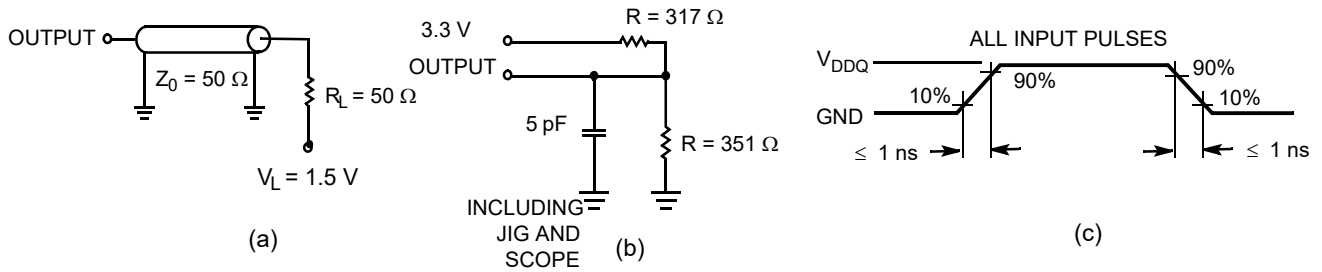 OUTPUT
Z0 = 50 Ω
RL = 50 Ω
VL = 1.5 V
(a)
R = 317 Ω
3.3 V
OUTPUT
5 pF
R = 351 Ω
INCLUDING
JIG AND
SCOPE
(b)
ALL INPUT PULSES
VDDQ
90%
90%
10%
10%
GND
≤ 1 ns
≤ 1 ns
(c)